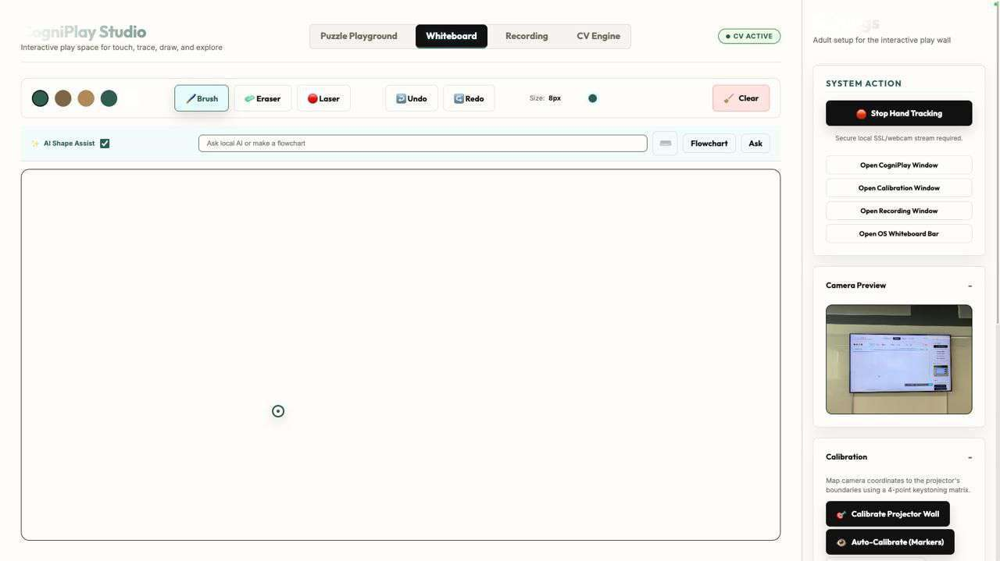 CogniPlay Studio
Interactive play space for touch, trace, draw, and explore
Puzzle Playground
Whiteboard
Recording
CV Engine
CV ACTIVE
Brush
Eraser
Laser
Undo
Redo
Size: 8px
Clear
AI Shape Assist
Ask local AI or make a flowchart
Flowchart
Ask
Adult setup for the interactive play wall
SYSTEM ACTION
Stop Hand Tracking
Secure local SSL/webcam stream required.
Open CogniPlay Window
Open Calibration Window
Open Recording Window
Open OS Whiteboard Bar
Camera Preview
Calibration
Map camera coordinates to the projector's
boundaries using a 4-point keystoning matrix.
Calibrate Projector Wall
Auto-Calibrate (Markers)